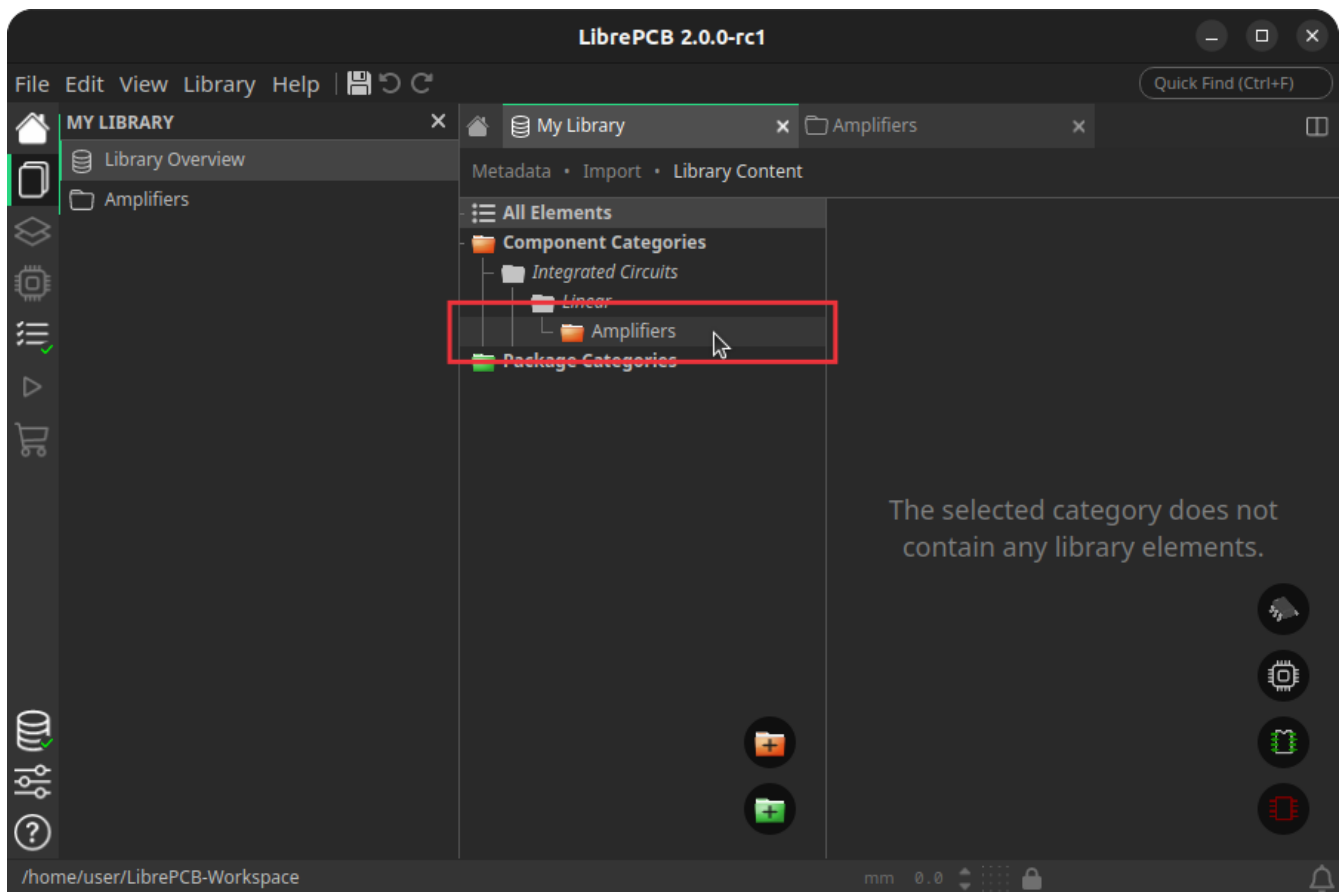 LibrePCB 2.0.0-rc1
File Edit View Library Help
Quick Find (Ctrl+F)
MY LIBRARY
Library Overview
Amplifiers
My Library
Amplifiers
Metadata • Import • Library Content
All Elements
Component Categories
Integrated Circuits
Linear
Amplifiers
Package Categories
The selected category does not
contain any library elements.
/home/user/LibrePCB-Workspace
mm 0.0